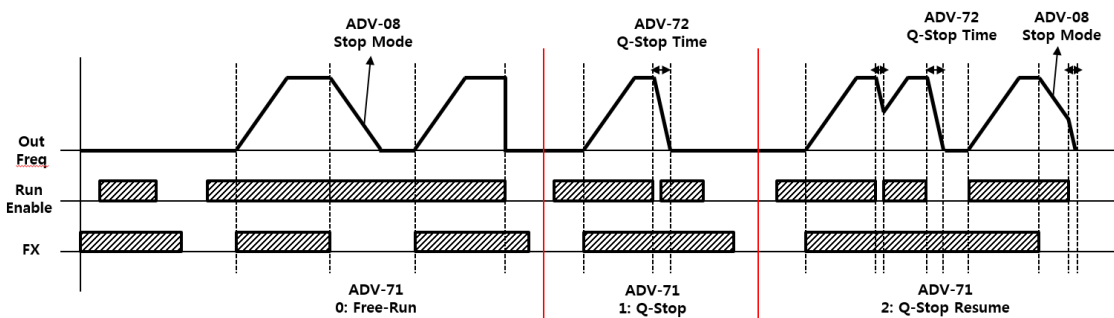 ADV-08
Stop Mode
ADV-72
Q-Stop Time
ADV-72
Q-Stop Time
ADV-08
Stop Mode
Out
Freq
Run
Enable
FX
ADV-71
0: Free-Run
ADV-71
1: Q-Stop
ADV-71
2: Q-Stop Resume